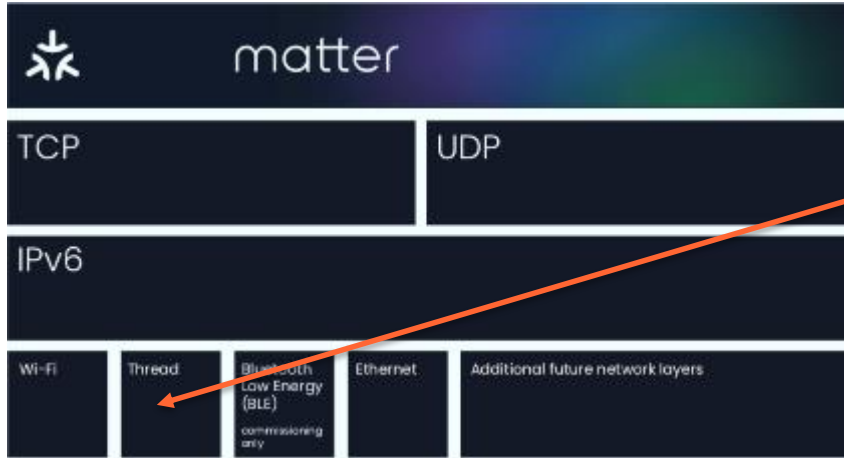 matter
TCP
UDP
IPv6
Wi-Fi
Thread
Bluetooth
Low Energy
(BLE)
commissioning
only
Ethernet
Additional future network layers